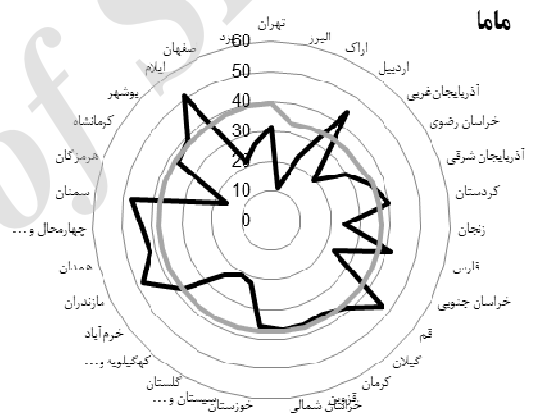 ماما
تهران
البرز
اراک
اردبیل
آذربایجان غربی
خراسان رضوی
آذربایجان شرقی
کردستان
زنجان
فارس
خراسان جنوبی
قم
گیلان
کرمان
قزوین
خراسان شمالی
خوزستان
سیستان و...
گلستان
کهگیلویه و...
خرم آباد
مازندران
همدان
چهارمحال و...
سمنان
هرمزگان
کرمانشاه
بوشهر
ایلام
صفهان
60
50
40
30
20
10
0
of S